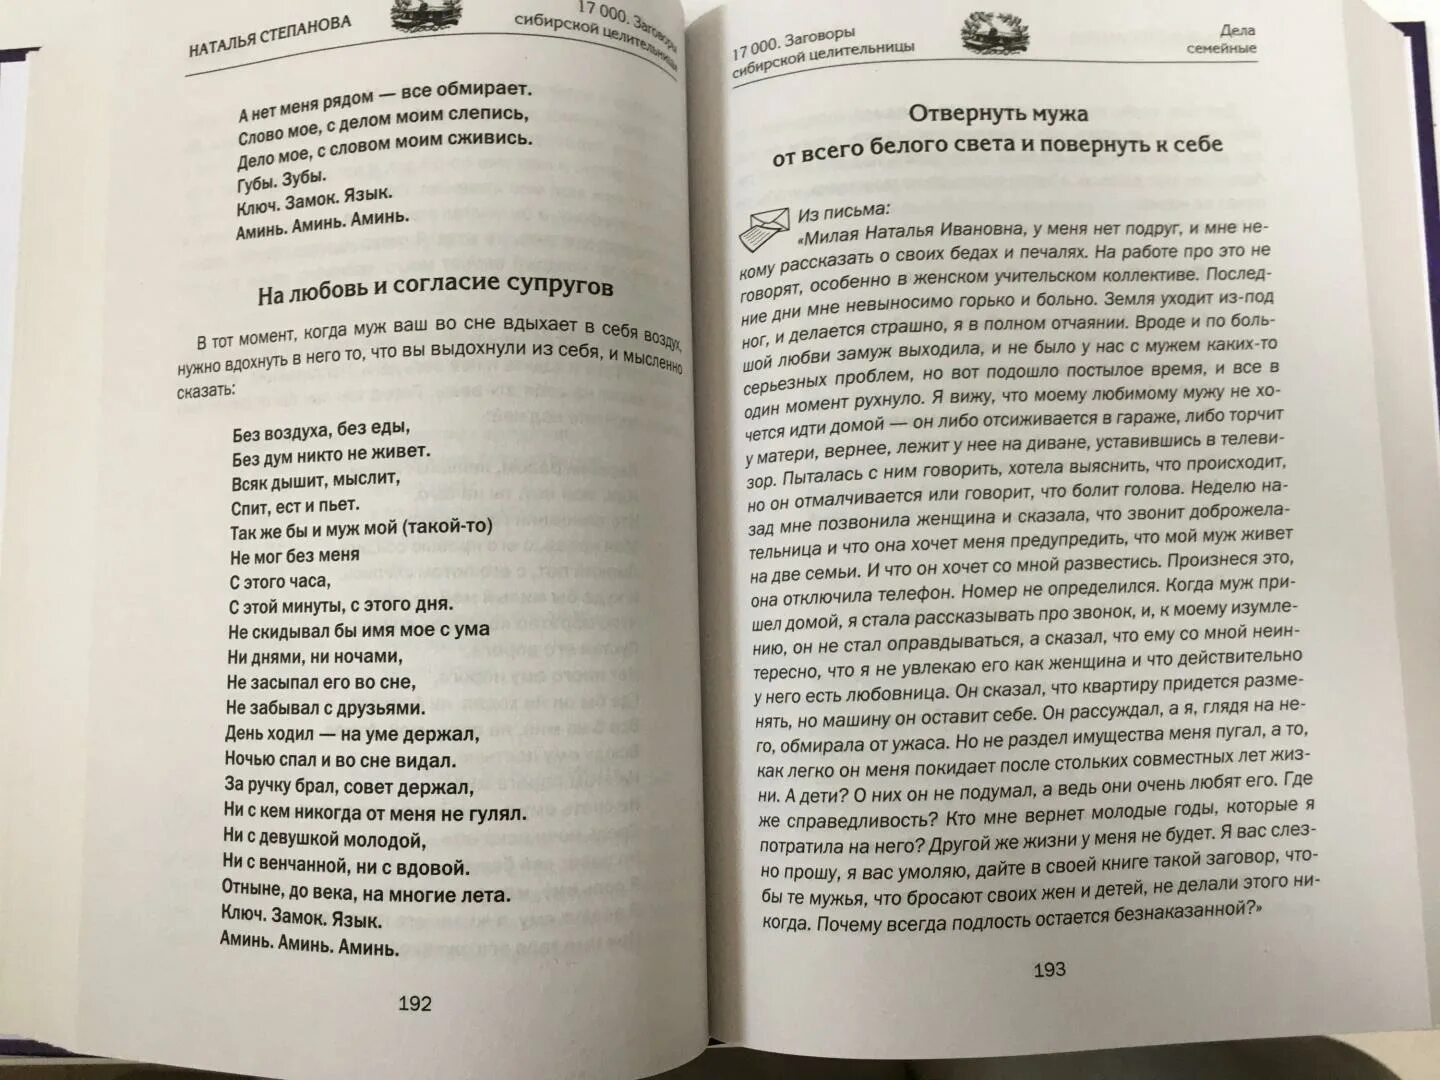 НАТАЛЬЯ СТЕПАНОВА
17 000. Заговоры
сибирской целительницы
А нет меня рядом — все обмирает.
Слово мое, с делом моим слепись,
Дело мое, с словом моим сживись.
Губы. Зубы.
Ключ. Замок. Язык.
Аминь. Аминь. Аминь.
На любовь и согласие супругов
В тот момент, когда муж ваш во сне вдыхает в себя воздух,
нужно вдохнуть в него то, что вы выдохнули из себя, и мысленно
сказать:
Без воздуха, без еды,
Без дум никто не живет.
Всяк дышит, мыслит,
Спит, ест и пьет.
Так же бы и муж мой (такой-то)
Не мог без меня
С этого часа,
С этой минуты, с этого дня.
Не скидывал бы имя мое с ума
Ни днями, ни ночами,
Не засыпал его во сне,
Не забывал с друзьями.
День ходил — на уме держал,
Ночью спал и во сне видал.
За ручку брал, совет держал,
Ни с кем никогда от меня не гулял.
Ни с девушкой молодой,
Ни с венчанной, ни с вдовой.
Отныне, до века, на многие лета.
Ключ. Замок. Язык.
Аминь. Аминь. Аминь.
192
17 000. Заговоры
сибирской целительницы
Дела
семейные
Отвернуть мужа
от всего белого света и повернуть к себе
Из письма:
«Милая Наталья Ивановна, у меня нет подруг, и мне не-
кому рассказать о своих бедах и печалях. На работе про это не
говорят, особенно в женском учительском коллективе. Послед-
ние дни мне невыносимо горько и больно. Земля уходит из-под
ног, и делается страшно, я в полном отчаянии. Вроде и по боль-
шой любви замуж выходила, и не было у нас с мужем каких-то
серьезных проблем, но вот подошло постылое время, и все в
один момент рухнуло. Я вижу, что моему любимому мужу не хо-
чется идти домой — он либо отсиживается в гараже, либо торчит
у матери, вернее, лежит у нее на диване, уставившись в телеви-
зор. Пыталась с ним говорить, хотела выяснить, что происходит,
но он отмалчивается или говорит, что болит голова. Неделю на-
зад мне позвонила женщина и сказала, что звонит доброжела-
тельница и что она хочет меня предупредить, что мой муж живет
на две семьи. И что он хочет со мной развестись. Произнеся это,
она отключила телефон. Номер не определился. Когда муж при-
шел домой, я стала рассказывать про звонок, и, к моему изумле-
нию, он не стал оправдываться, а сказал, что ему со мной неин-
тересно, что я не увлекаю его как женщина и что действительно
у него есть любовница. Он сказал, что квартиру придется разме-
нять, но машину он оставит себе. Он рассуждал, а я, глядя на не-
го, обмирала от ужаса. Но не раздел имущества меня пугал, а то,
как легко он меня покидает после стольких совместных лет жиз-
ни. А дети? О них он не подумал, а ведь они очень любят его. Где
же справедливость? Кто мне вернет молодые годы, которые я
потратила на него? Другой же жизни у меня не будет. Я вас слез-
но прошу, я вас умоляю, дайте в своей книге такой заговор, что-
бы те мужья, что бросают своих жен и детей, не делали этого ни-
когда. Почему всегда подлость остается безнаказанной?»
193